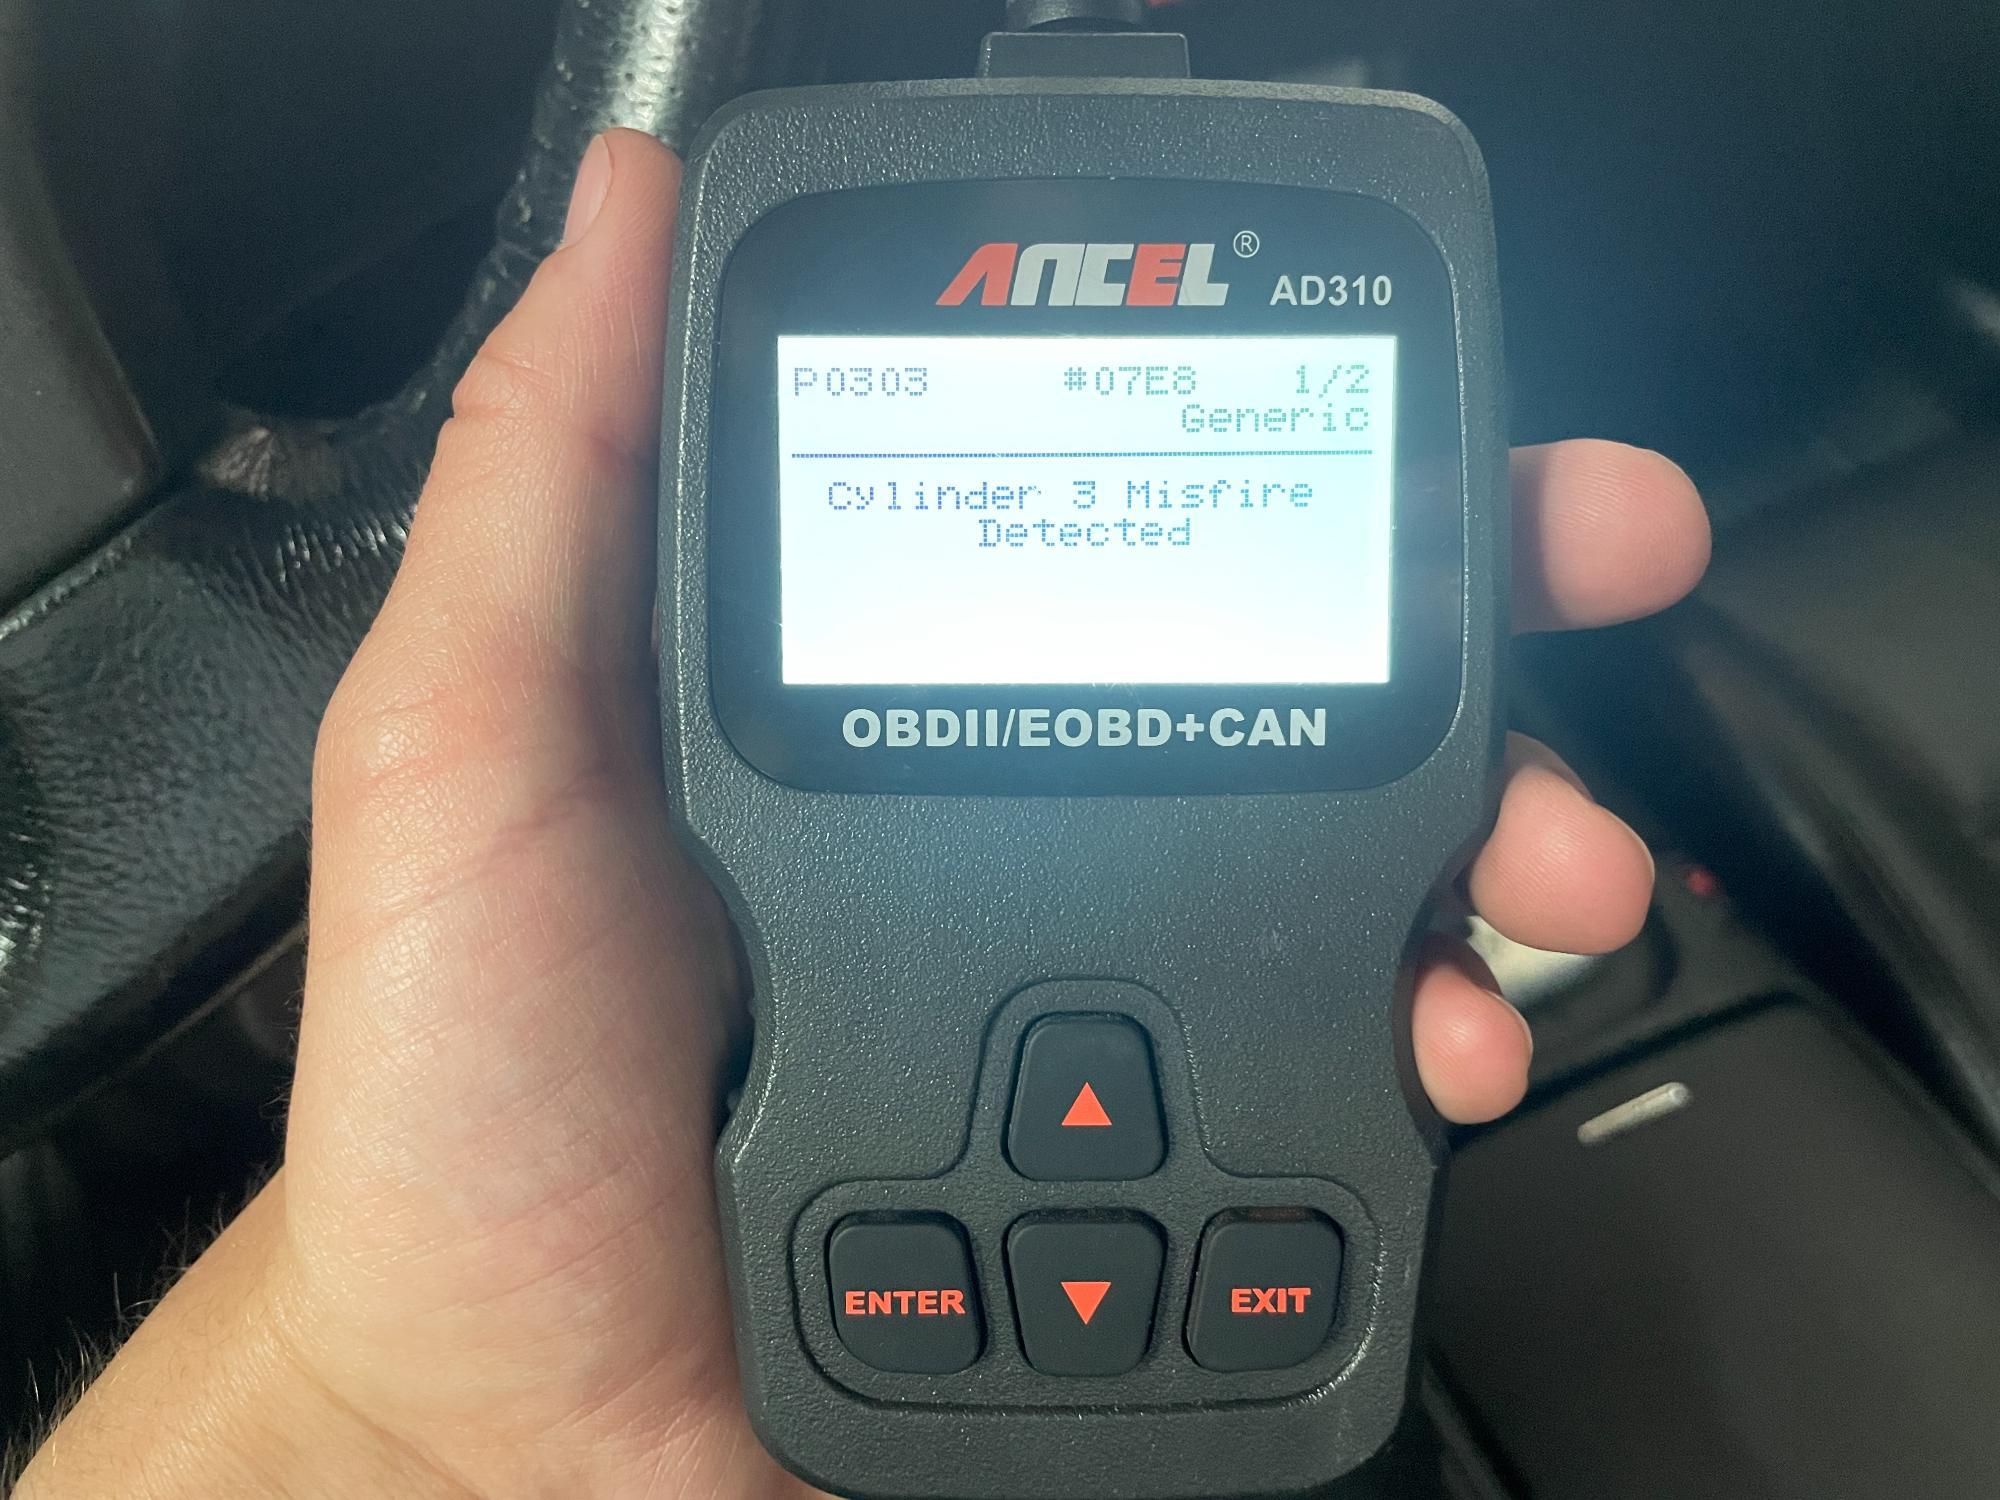 ANCEL® AD310
P0303 #07E8 1/2
Generic
Cylinder 3 Misfire
Detected
OBDII/EOBD+CAN
ENTER EXIT